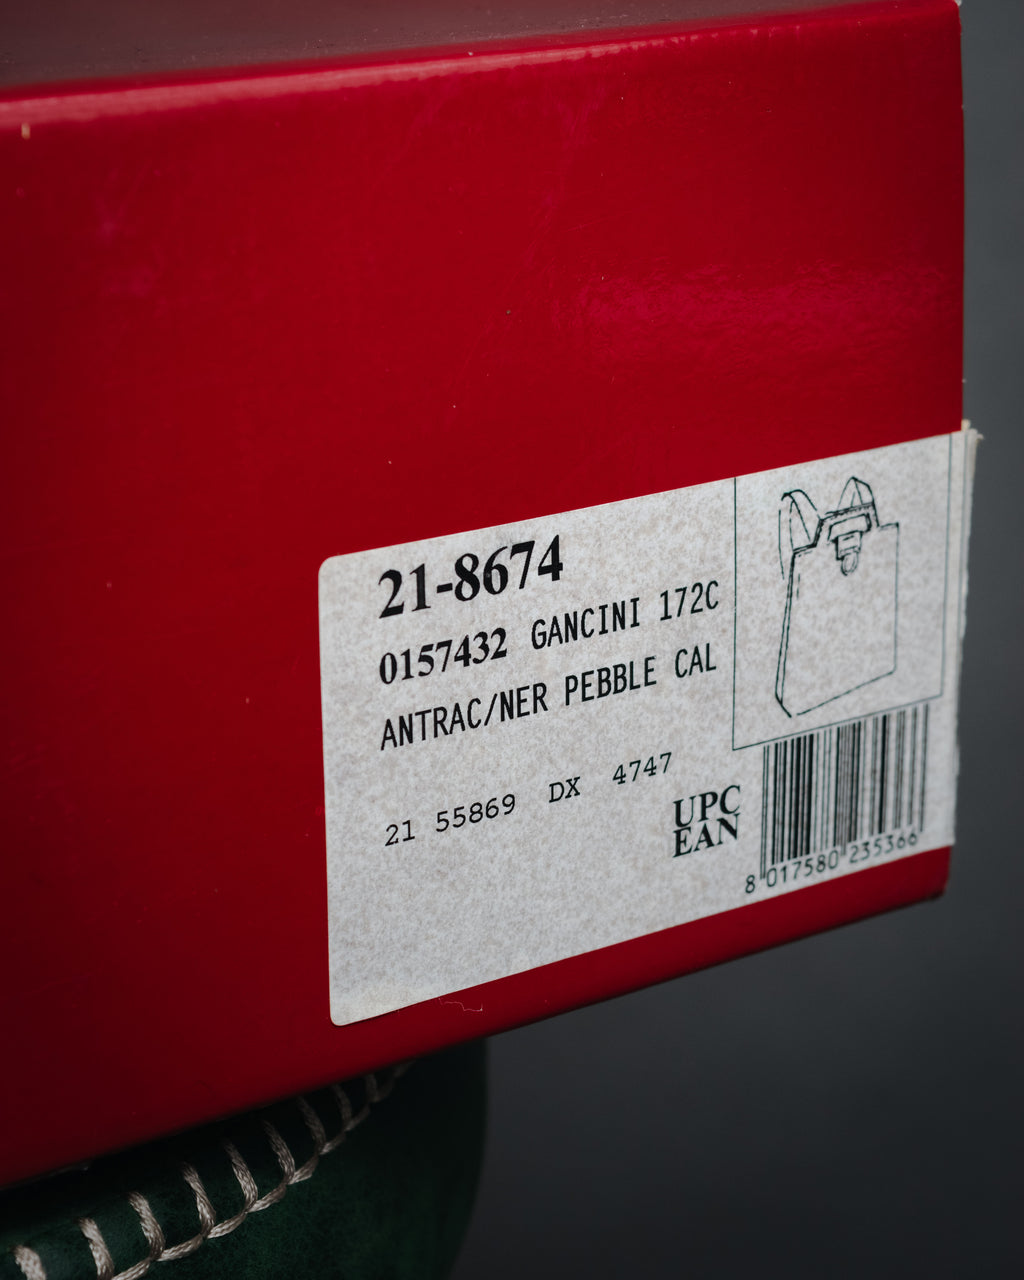 21-8674
0157432 GANCINI 172C
ANTRAC/NER PEBBLE CAL
21 55869 DX 4747
UPC
EAN
8 017580 235366